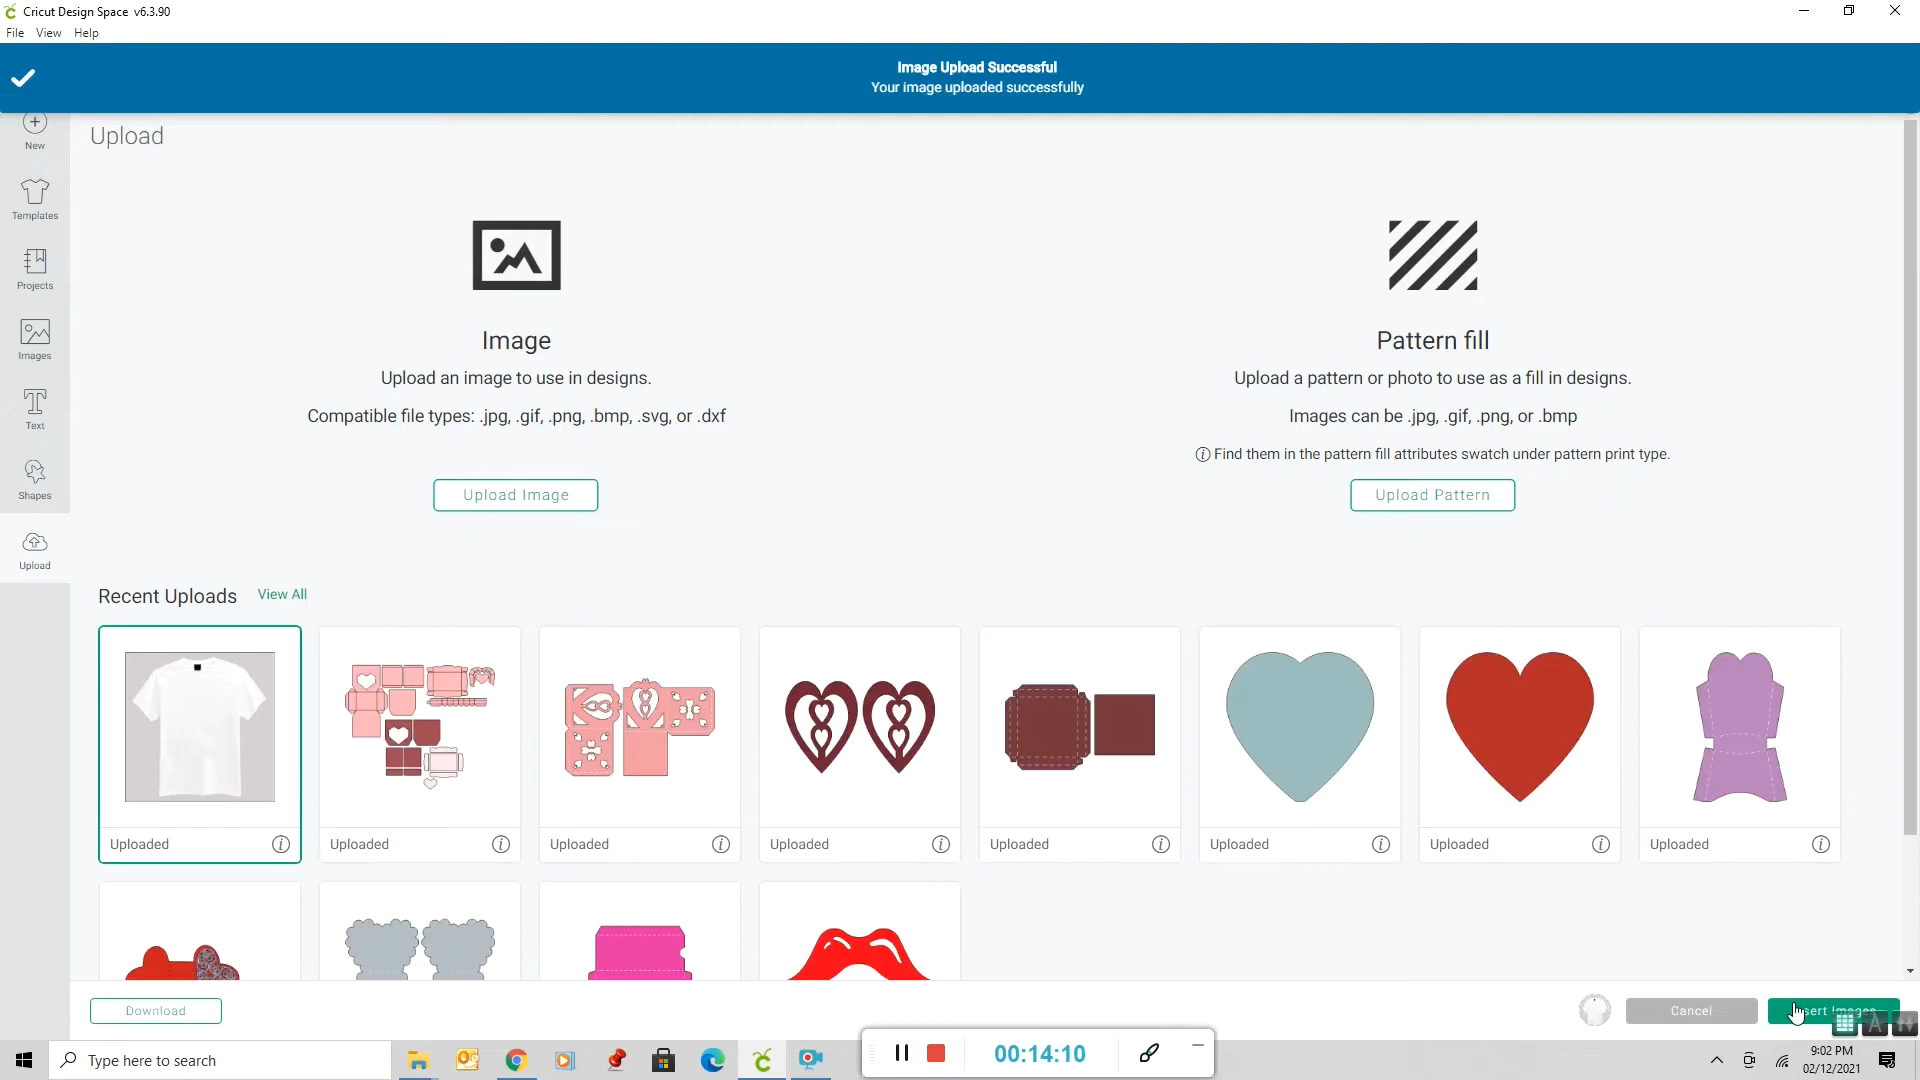 Cricut Design Space v6.3.90
File View Help
Image Upload Successful
Your image uploaded successfully
Upload
New
Templates
Projects
Images
Text
Shapes
Upload
Image
Upload an image to use in designs.
Compatible file types: .jpg, .gif, .png, .bmp, .svg, or .dxf
Upload Image
Pattern fill
Upload a pattern or photo to use as a fill in designs.
Images can be .jpg, .gif, .png, or .bmp
Find them in the pattern fill attributes swatch under pattern print type.
Upload Pattern
Recent Uploads View All
Uploaded Uploaded Uploaded Uploaded Uploaded Uploaded Uploaded Uploaded
Download
Cancel
Images
Type here to search
00:14:10
9:02 PM
02/12/2021